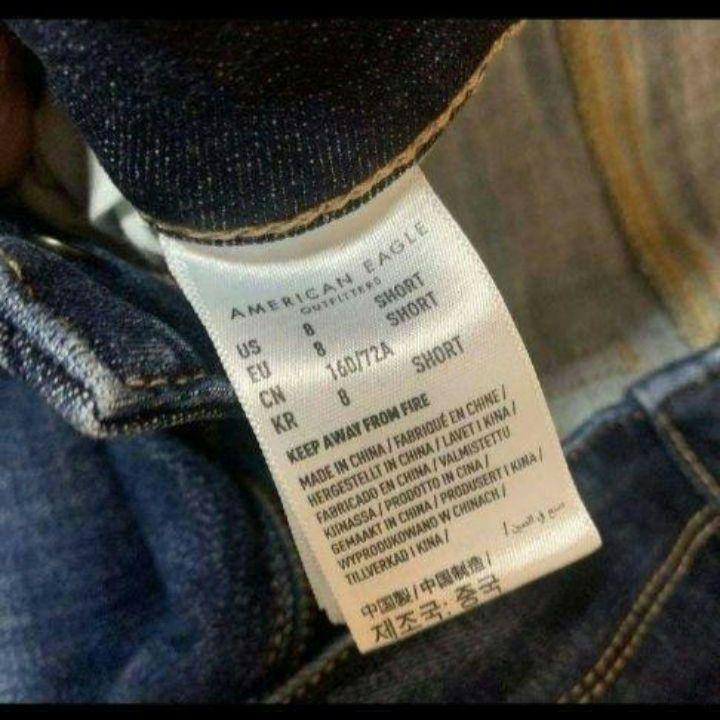 AMERICAN EAGLE
OUTFITTERS
US 8 SHORT
EU 8 SHORT
CN 160/72A
KR 8 SHORT
KEEP AWAY FROM FIRE
MADE IN CHINA / FABRIQUÉ EN CHINE /
HERGESTELLT IN CHINA / LAVET I KINA /
FABRICADO EN CHINA / VALMISTETTU
KIINASSA / PRODOTTO IN CINA /
GEMAAKT IN CHINA / PRODUSERT I KINA /
WYPRODUKOWANO W CHINACH /
TILLVERKAD I KINA / صنع في الصين /
中国製 / 中国制造 /
제조국: 중국